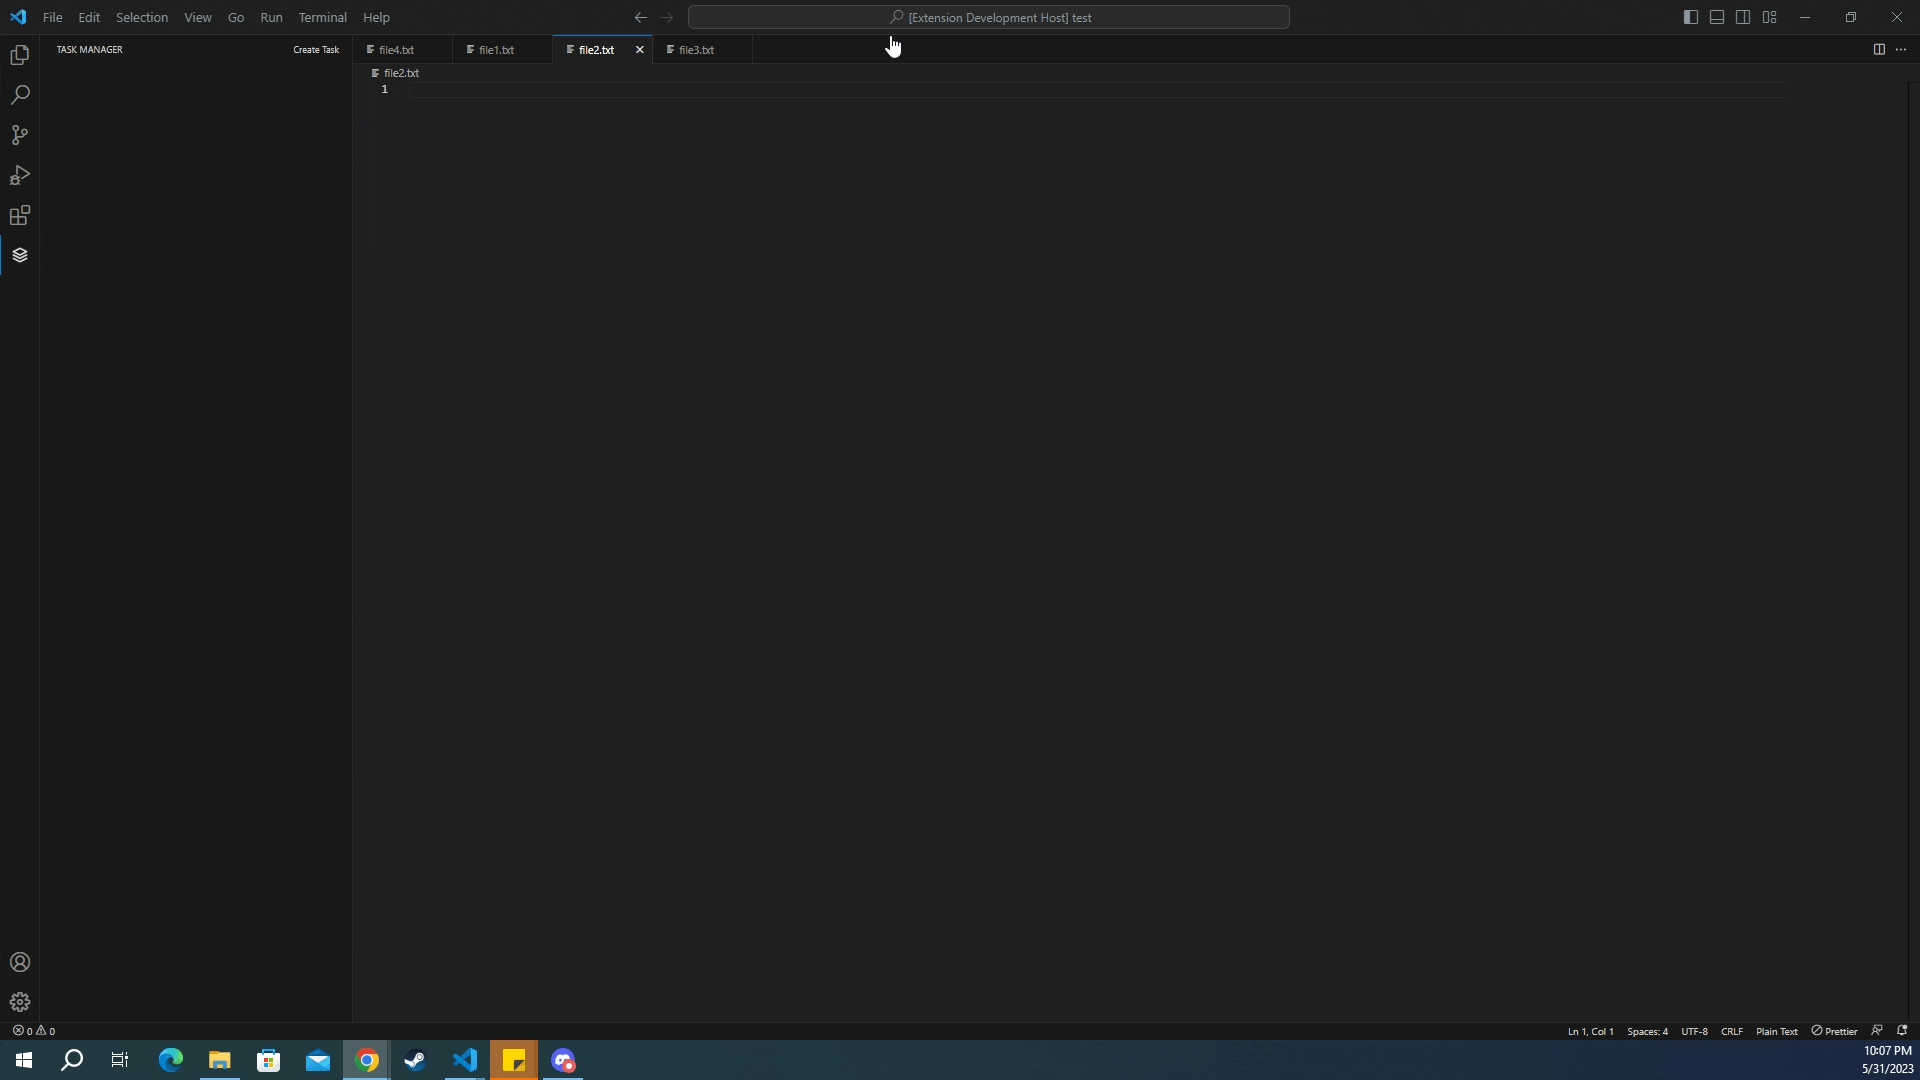 File Edit Selection View Go Run Terminal Help
[Extension Development Host] test
TASK MANAGER
Create Task
file4.txt
file1.txt
file2.txt
file3.txt
file2.txt
1
0 0
Ln 1, Col 1
Spaces: 4
UTF-8
CRLF
Plain Text
Prettier
10:07 PM
5/31/2023